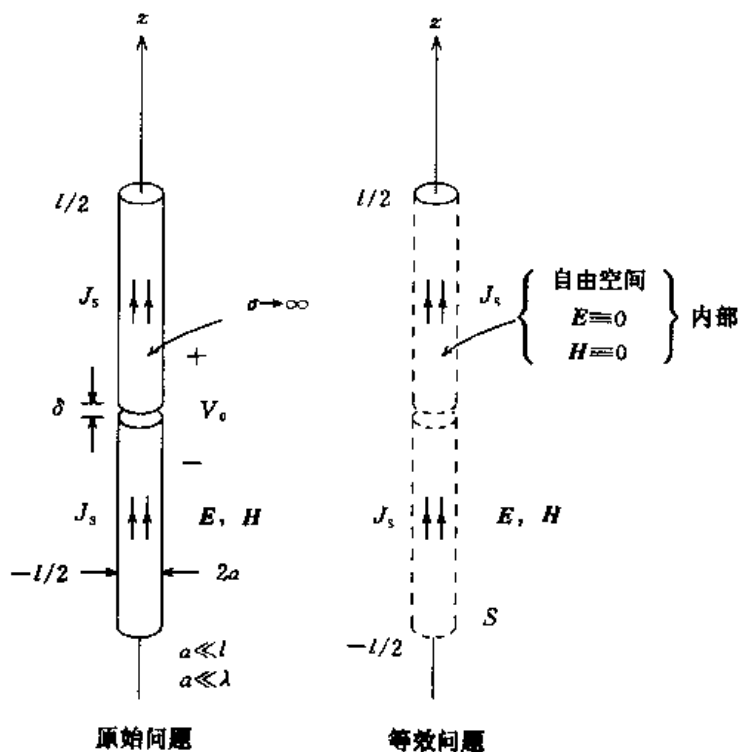 z
l/2
J_s
σ→∞
+
δ
V_0
−
J_s
E, H
−l/2
2a
a≪l
a≪λ
原始问题
z
l/2
J_s
自由空间
E≡0
H≡0
内部
J_s
E, H
S
−l/2
等效问题